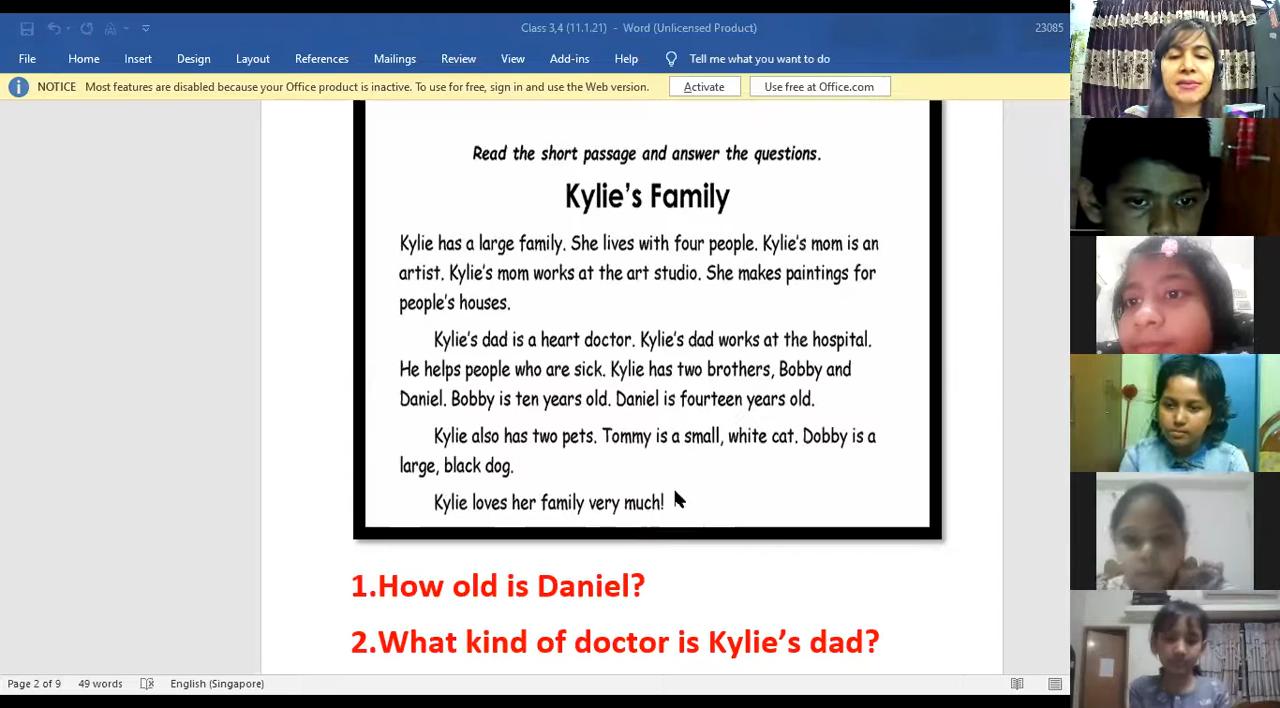 Class 3,4 (11.1.21) - Word (Unlicensed Product)
23085
File Home Insert Design Layout References Mailings Review View Add-ins Help Tell me what you want to do
NOTICE Most features are disabled because your Office product is inactive. To use for free, sign in and use the Web version. Activate Use free at Office.com
Read the short passage and answer the questions.
Kylie's Family
Kylie has a large family. She lives with four people. Kylie's mom is an
artist. Kylie's mom works at the art studio. She makes paintings for
people's houses.
Kylie's dad is a heart doctor. Kylie's dad works at the hospital.
He helps people who are sick. Kylie has two brothers, Bobby and
Daniel. Bobby is ten years old. Daniel is fourteen years old.
Kylie also has two pets. Tommy is a small, white cat. Dobby is a
large, black dog.
Kylie loves her family very much!
1.How old is Daniel?
2.What kind of doctor is Kylie's dad?
Page 2 of 9 49 words English (Singapore)